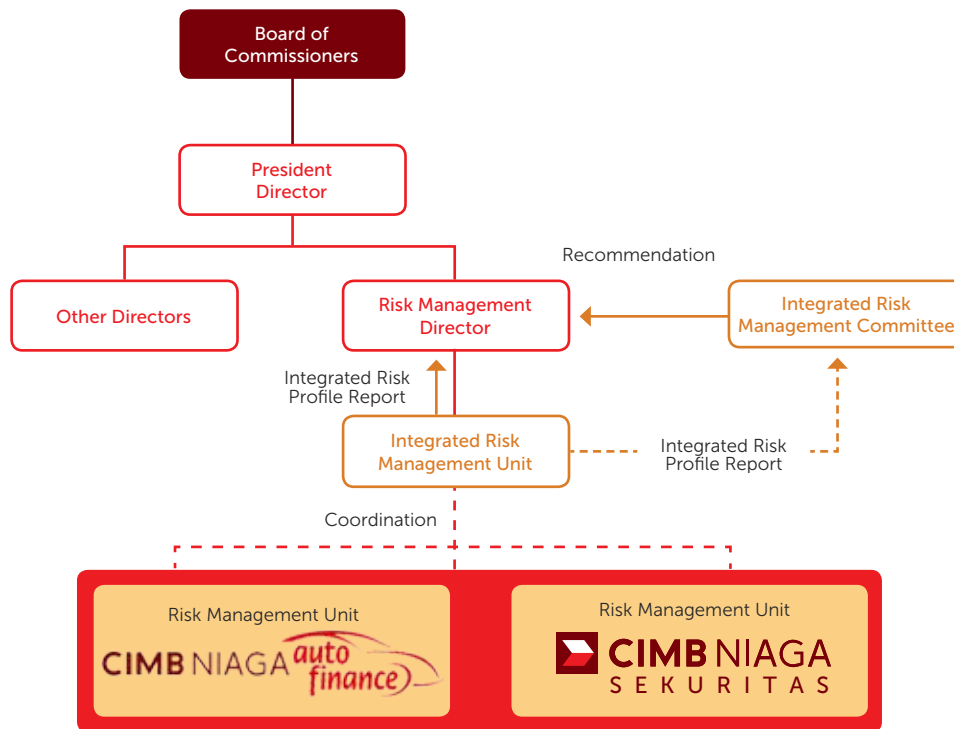 Board of
Commissioners
President
Director
Recommendation
Other Directors
Risk Management
Director
Integrated Risk
Management Committee
Integrated Risk
Profile Report
Integrated Risk
Management Unit
Integrated Risk
Profile Report
Coordination
Risk Management Unit
CIMB NIAGA auto
finance
Risk Management Unit
CIMB NIAGA
SEKURITAS